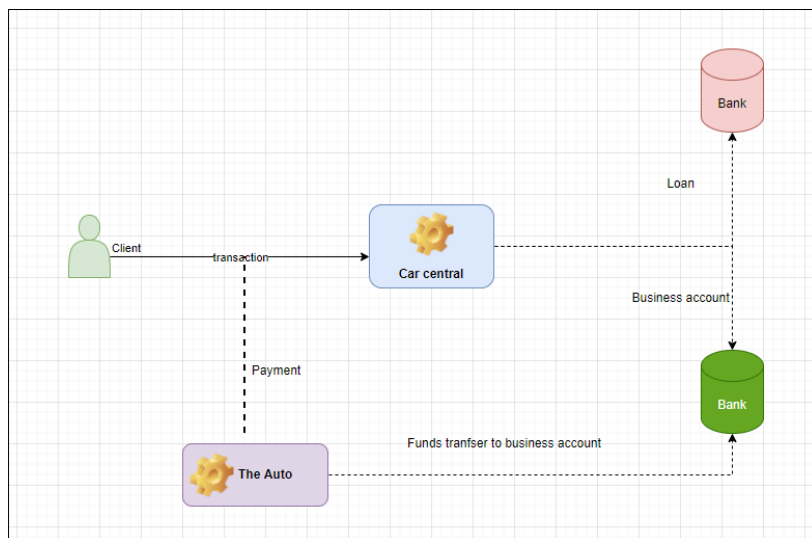 Bank
Loan
Client
transaction
Car central
Business account
Payment
Bank
Funds tranfser to business account
The Auto